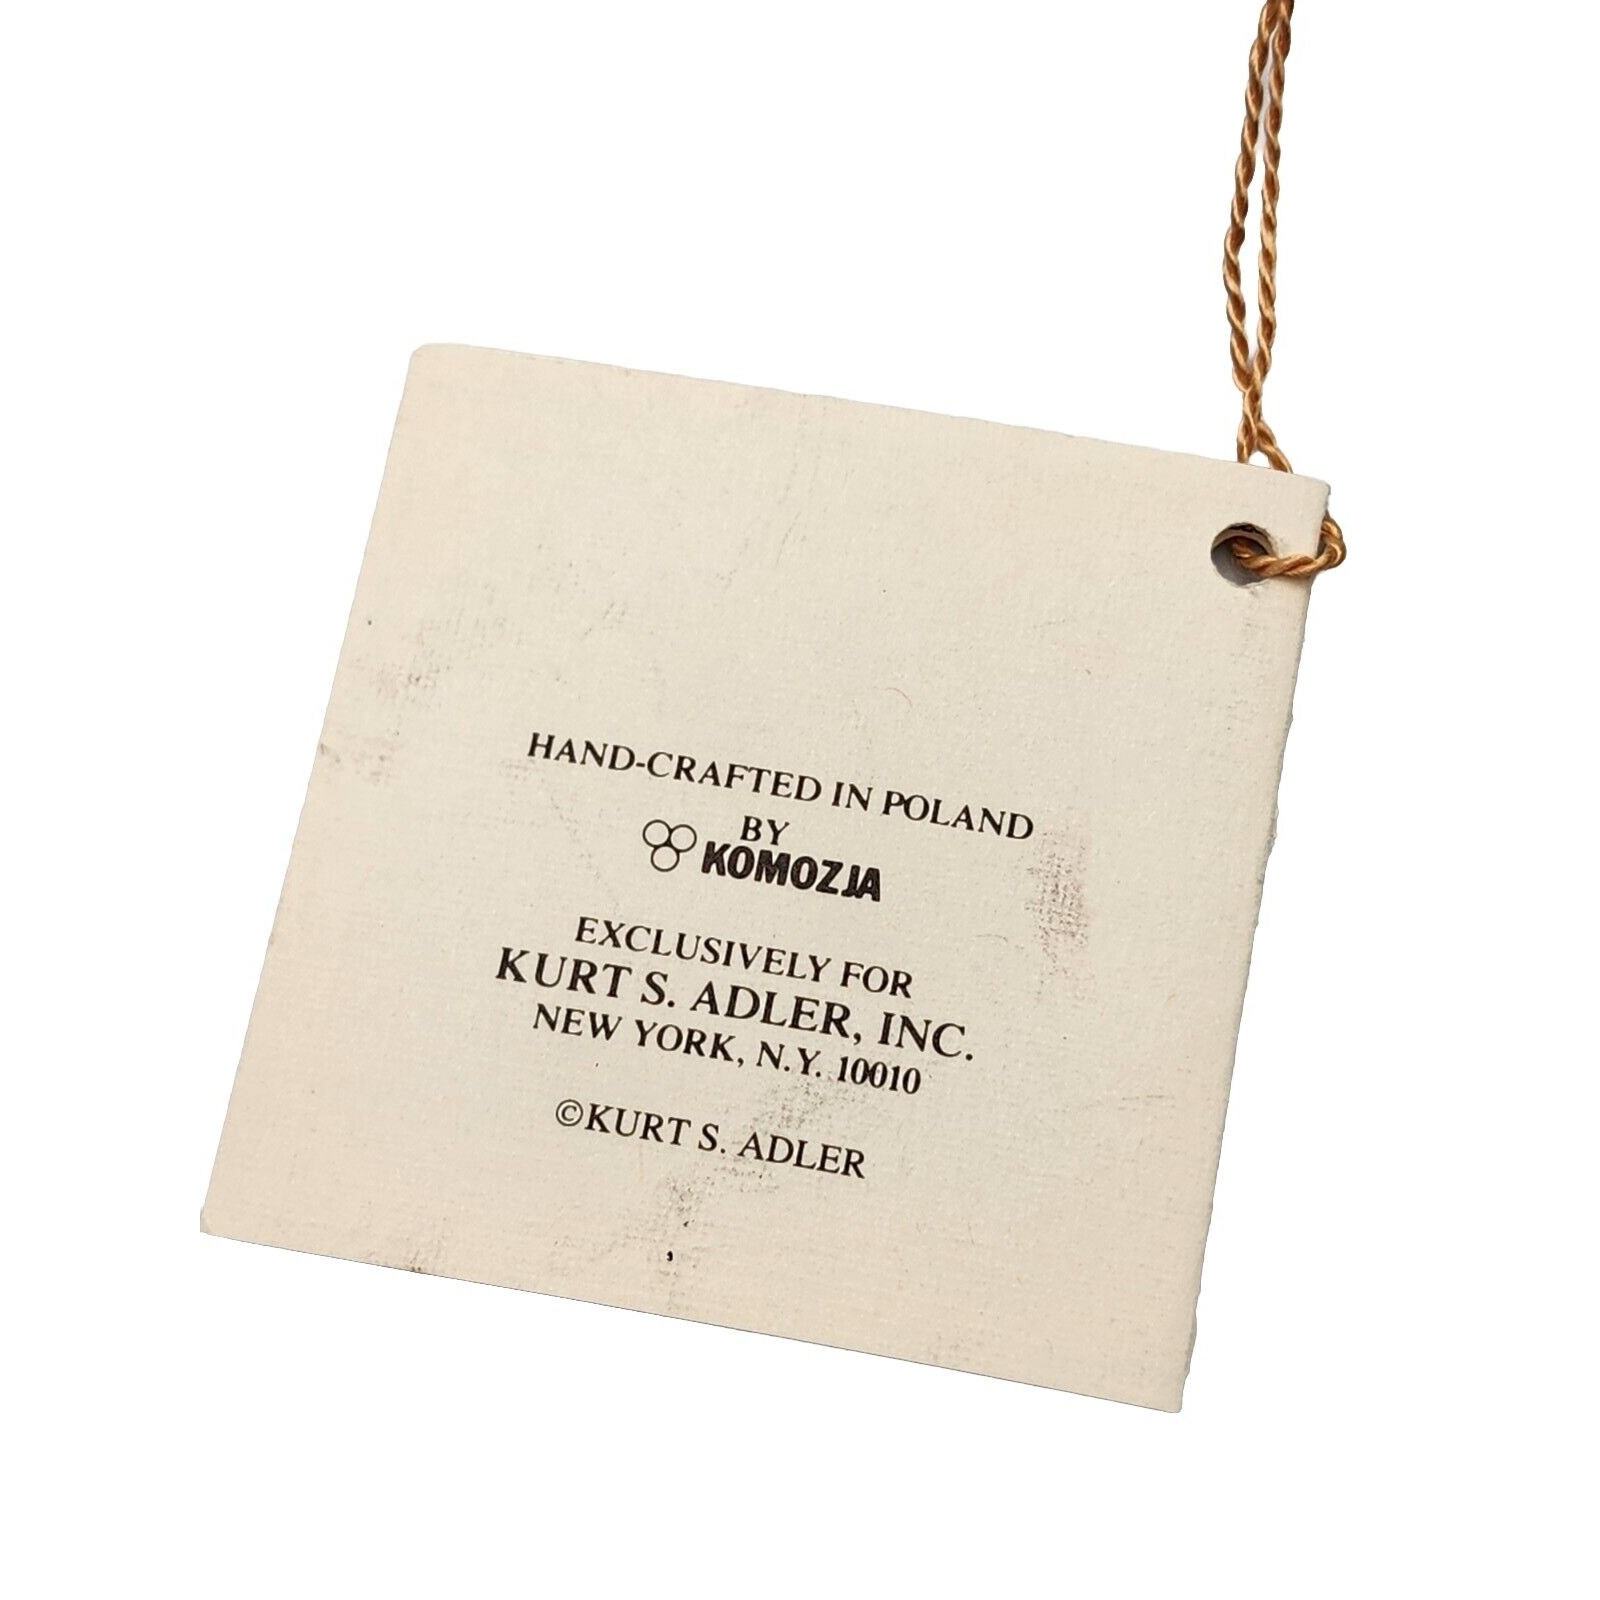 HAND-CRAFTED IN POLAND
BY
KOMOZJA
EXCLUSIVELY FOR
KURT S. ADLER, INC.
NEW YORK, N.Y. 10010
©KURT S. ADLER